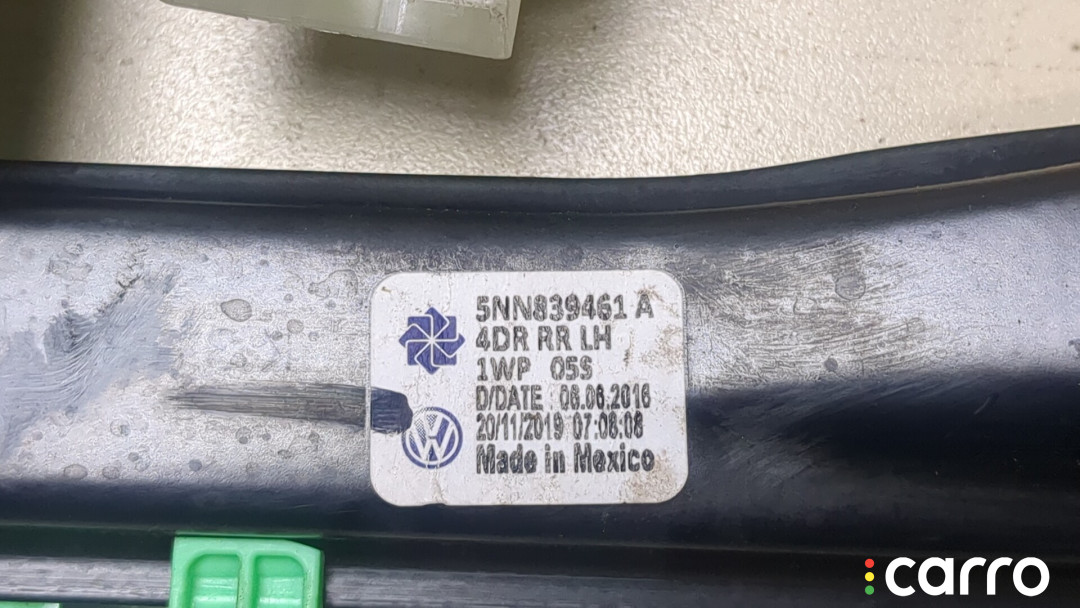 5NN839461 A
4DR RR LH
1WP 05S
D/DATE : 06.06.2016
20/11/2019 07:08:08
Made in Mexico
carro